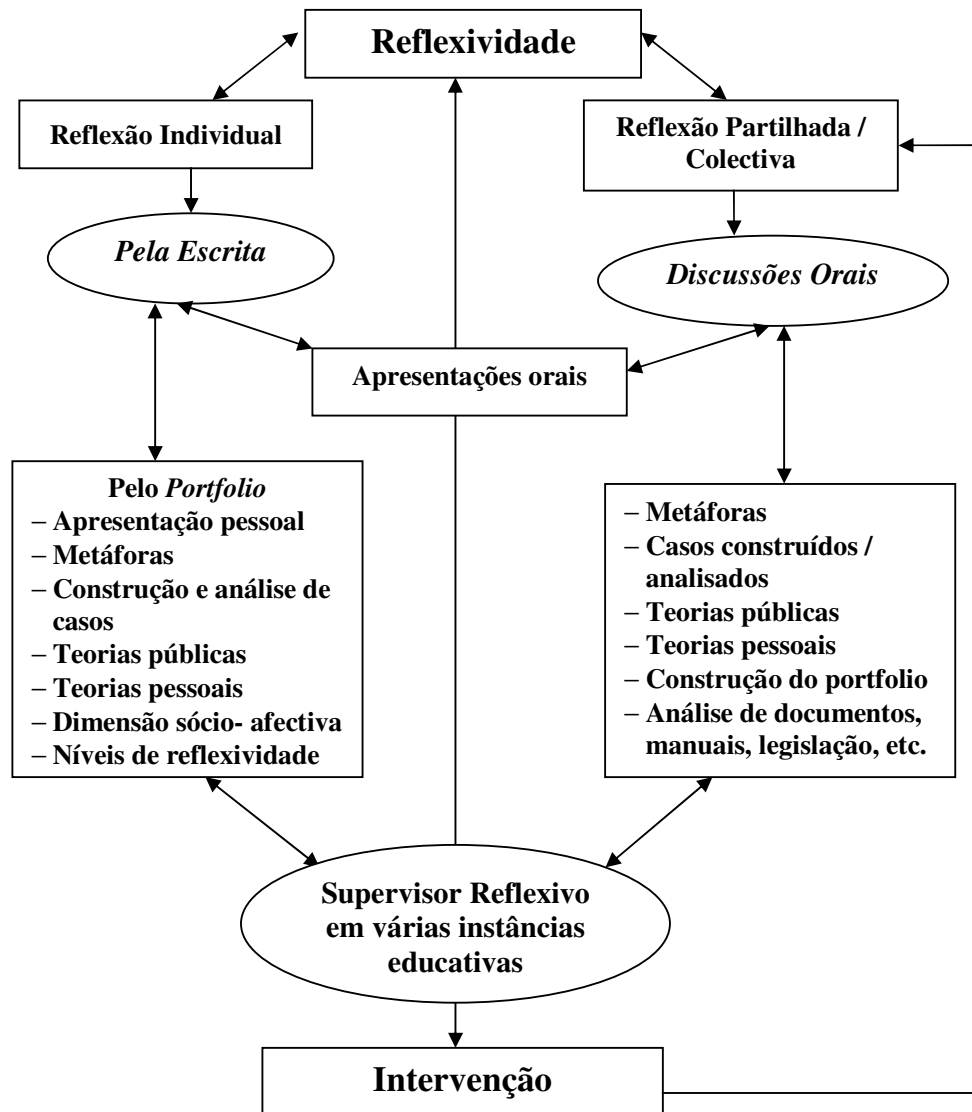 Reflexividade
Reflexão Individual
Reflexão Partilhada /
Colectiva
Pela Escrita
Discussões Orais
Apresentações orais
Pelo Portfolio
– Apresentação pessoal
– Metáforas
– Construção e análise de
casos
– Teorias públicas
– Teorias pessoais
– Dimensão sócio- afectiva
– Níveis de reflexividade
– Metáforas
– Casos construídos /
analisados
– Teorias públicas
– Teorias pessoais
– Construção do portfolio
– Análise de documentos,
manuais, legislação, etc.
Supervisor Reflexivo
em várias instâncias
educativas
Intervenção